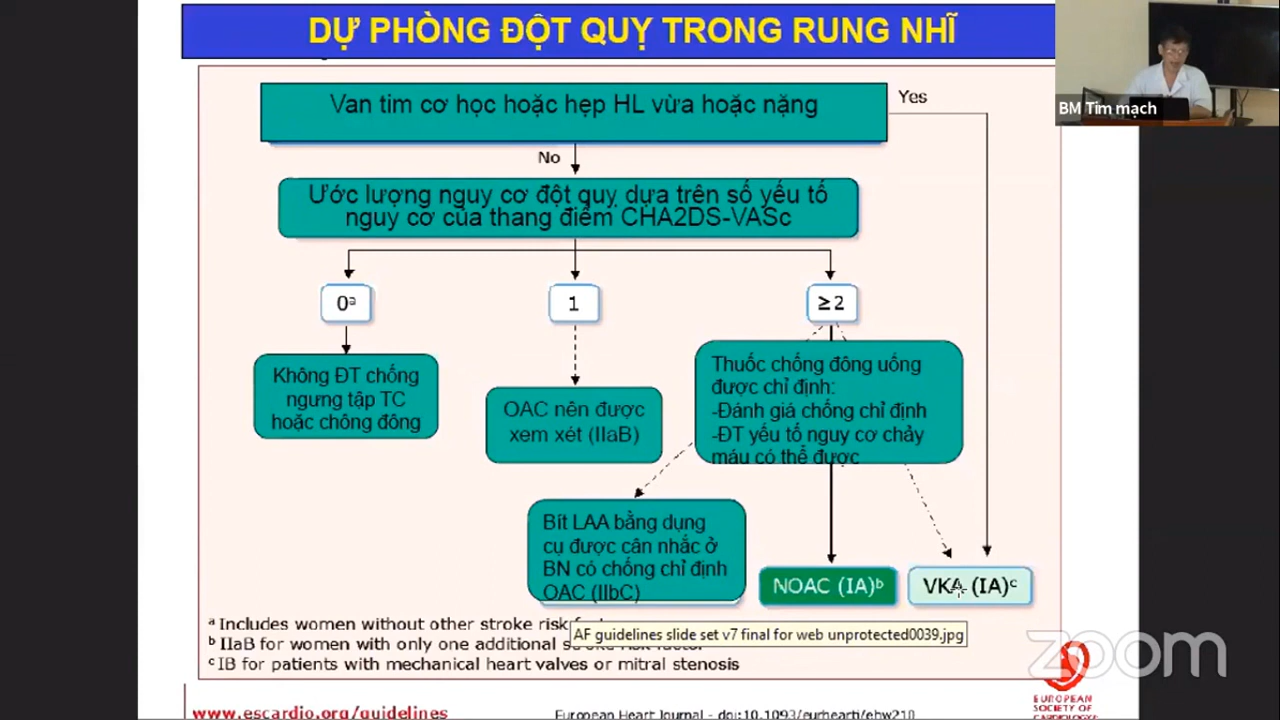 DỰ PHÒNG ĐỘT QUỴ TRONG RUNG NHĨ
BM Tim mạch
Van tim cơ học hoặc hẹp HL vừa hoặc nặng
Yes
No
Ước lượng nguy cơ đột quỵ dựa trên số yếu tố
nguy cơ của thang điểm CHA2DS-VASc
0ª
1
≥2
Không ĐT chống
ngưng tập TC
hoặc chông đông
OAC nên được
xem xét (IIaB)
Thuốc chống đông uống
được chỉ định:
-Đánh giá chống chỉ định
-ĐT yếu tố nguy cơ chảy
máu có thể được
Bít LAA bằng dụng
cụ được cân nhắc ở
BN có chống chỉ định
OAC (IIbC)
NOAC (IA)ᵇ
VKA (IA)ᶜ
ª Includes women without other stroke risk
ᵇ IIaB for women with only one additional
AF guidelines slide set v7 final for web unprotected0039.jpg
ᶜ IB for patients with mechanical heart valves or mitral stenosis
zoom
www.escardio.org/guidelines
European Heart Journal - doi:10.1093/eurheartj/ehw210
EUROPEAN
SOCIETY OF
CARDIOLOGY